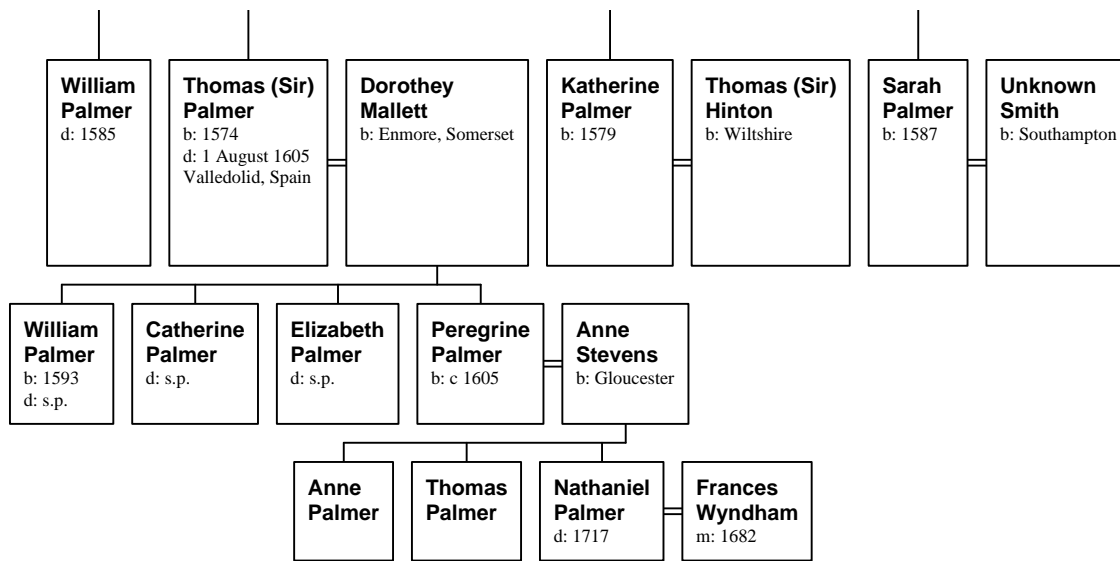 William
Palmer
d: 1585
Thomas (Sir)
Palmer
b: 1574
d: 1 August 1605
Valledolid, Spain
Dorothey
Mallett
b: Enmore, Somerset
Katherine
Palmer
b: 1579
Thomas (Sir)
Hinton
b: Wiltshire
Sarah
Palmer
b: 1587
Unknown
Smith
b: Southampton
William
Palmer
b: 1593
d: s.p.
Catherine
Palmer
d: s.p.
Elizabeth
Palmer
d: s.p.
Peregrine
Palmer
b: c 1605
Anne
Stevens
b: Gloucester
Anne
Palmer
Thomas
Palmer
Nathaniel
Palmer
d: 1717
Frances
Wyndham
m: 1682